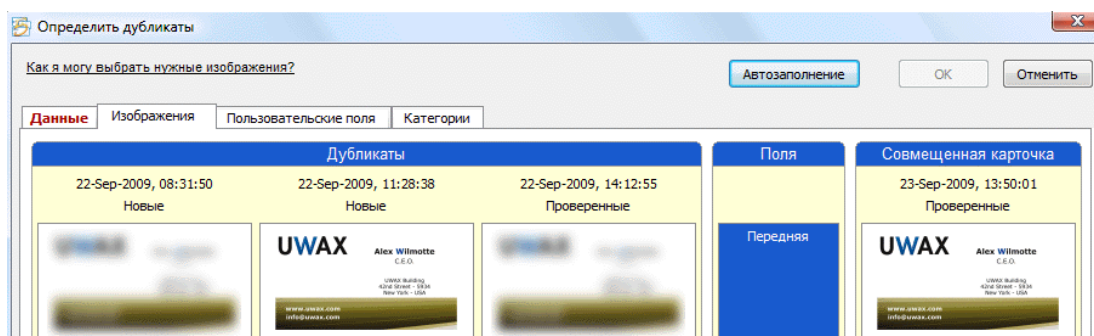 Определить дубликаты
Как я могу выбрать нужные изображения?
Автозаполнение
OK
Отменить
Данные
Изображения
Пользовательские поля
Категории
Дубликаты
Поля
Совмещенная карточка
22-Sep-2009, 08:31:50
22-Sep-2009, 11:28:38
22-Sep-2009, 14:12:55
23-Sep-2009, 13:50:01
Новые
Новые
Проверенные
Проверенные
Передняя
UWAX
Alex Wilmotte
C.E.O.
UWAX Building
42nd Street - 5934
New York - USA
www.uwax.com
info@uwax.com
UWAX
Alex Wilmotte
C.E.O.
UWAX Building
42nd Street - 5934
New York - USA
www.uwax.com
info@uwax.com